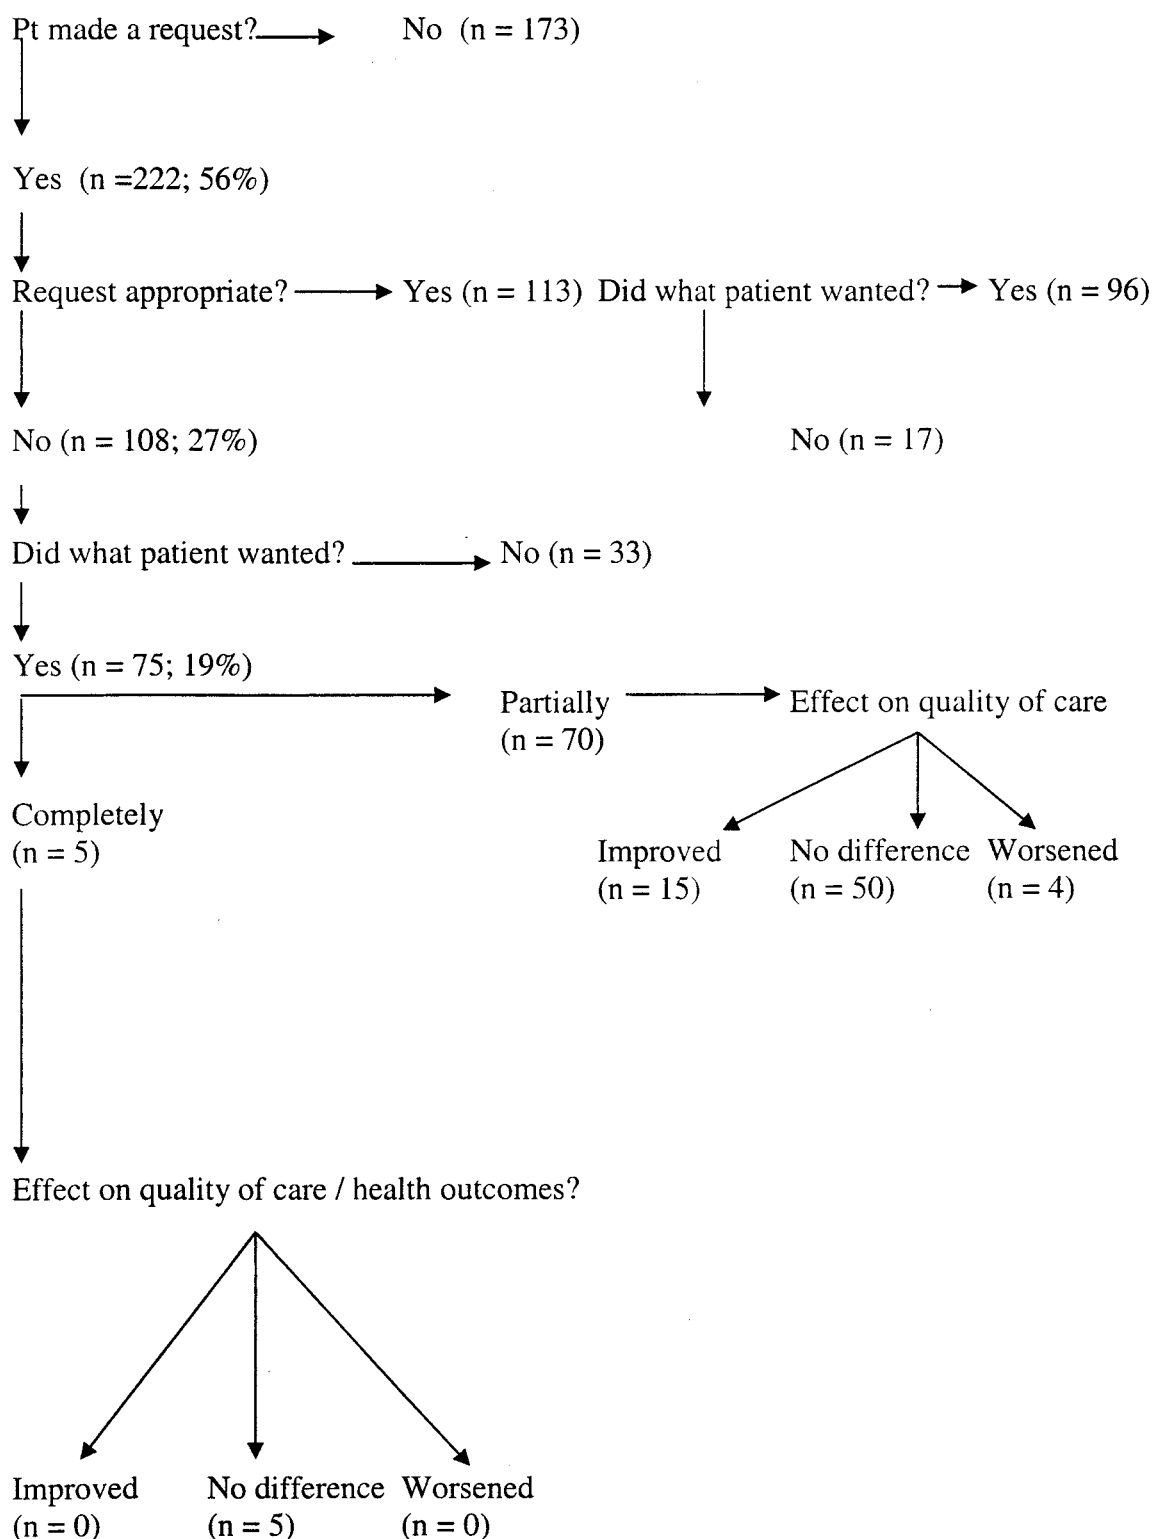 Pt made a request? No (n = 173)
Yes (n =222; 56%)
Request appropriate? Yes (n = 113) Did what patient wanted? Yes (n = 96)
No (n = 108; 27%) No (n = 17)
Did what patient wanted? No (n = 33)
Yes (n = 75; 19%)
Partially Effect on quality of care
(n = 70)
Completely
(n = 5)
Improved No difference Worsened
(n = 15) (n = 50) (n = 4)
Effect on quality of care / health outcomes?
Improved No difference Worsened
(n = 0) (n = 5) (n = 0)